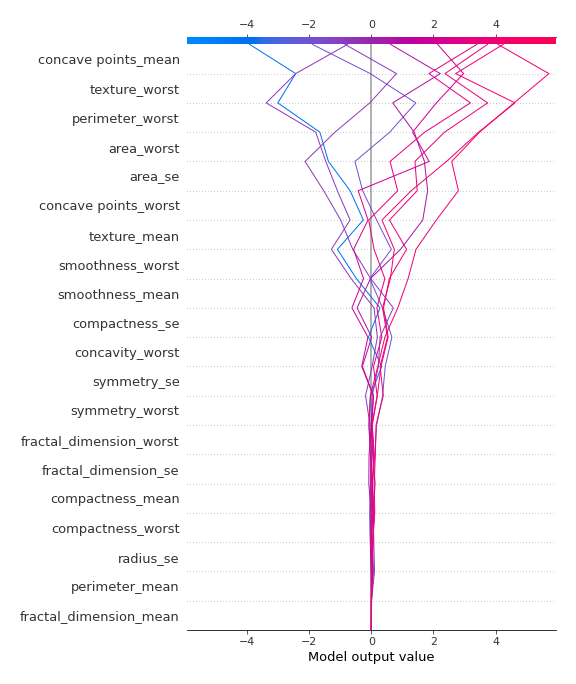 −4 −2 0 2 4
concave points_mean
texture_worst
perimeter_worst
area_worst
area_se
concave points_worst
texture_mean
smoothness_worst
smoothness_mean
compactness_se
concavity_worst
symmetry_se
symmetry_worst
fractal_dimension_worst
fractal_dimension_se
compactness_mean
compactness_worst
radius_se
perimeter_mean
fractal_dimension_mean
−4 −2 0 2 4
Model output value